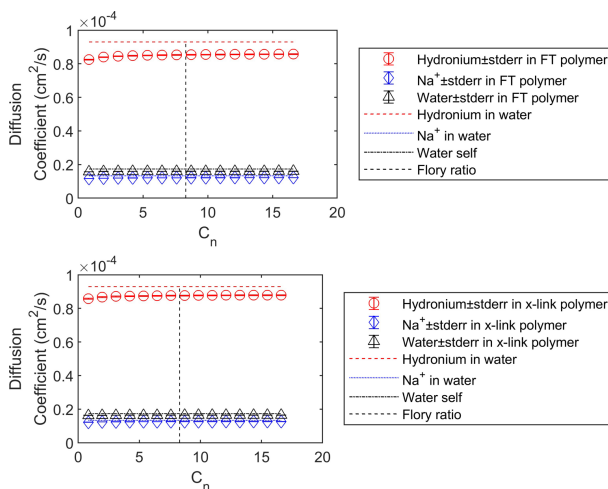 ×10⁻⁴
1
0.8
0.6
0.4
0.2
0
0 5 10 15 20
Diffusion
Coefficient (cm²/s)
Cₙ
Hydronium±stderr in FT polymer
Na⁺±stderr in FT polymer
Water±stderr in FT polymer
Hydronium in water
Na⁺ in water
Water self
Flory ratio
×10⁻⁴
1
0.8
0.6
0.4
0.2
0
0 5 10 15 20
Diffusion
Coefficient (cm²/s)
Cₙ
Hydronium±stderr in x-link polymer
Na⁺±stderr in x-link polymer
Water±stderr in x-link polymer
Hydronium in water
Na⁺ in water
Water self
Flory ratio